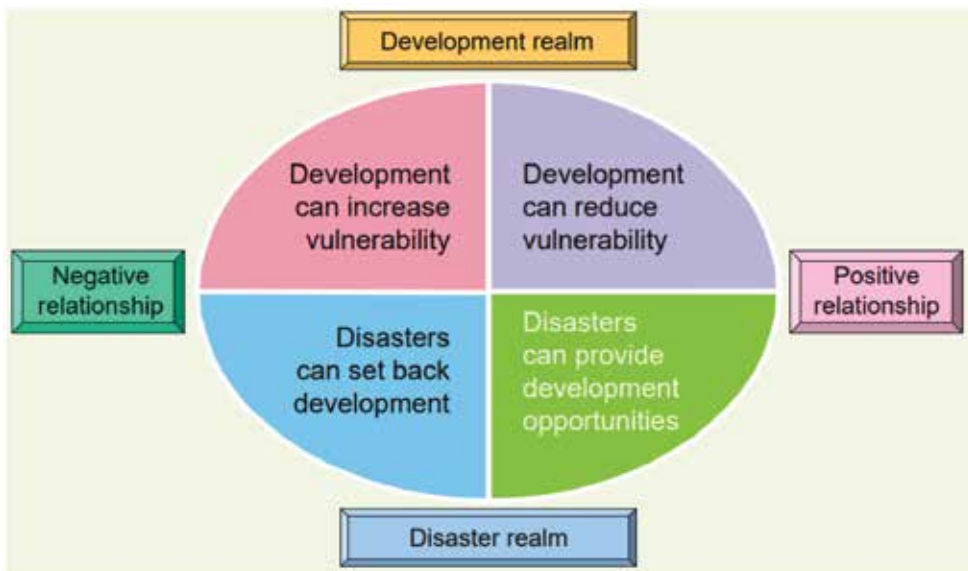 Development realm
Development
can increase
vulnerability
Development
can reduce
vulnerability
Negative
relationship
Positive
relationship
Disasters
can set back
development
Disasters
can provide
development
opportunities
Disaster realm